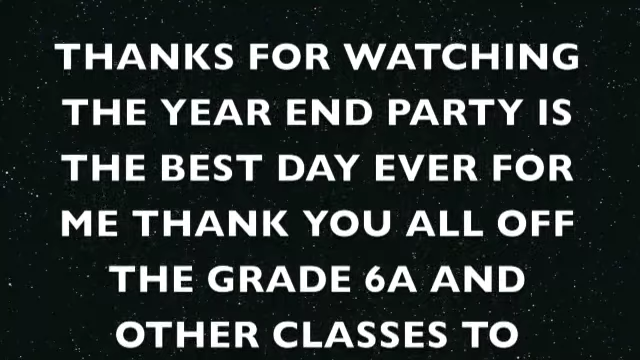 THANKS FOR WATCHING
THE YEAR END PARTY IS
THE BEST DAY EVER FOR
ME THANK YOU ALL OFF
THE GRADE 6A AND
OTHER CLASSES TO